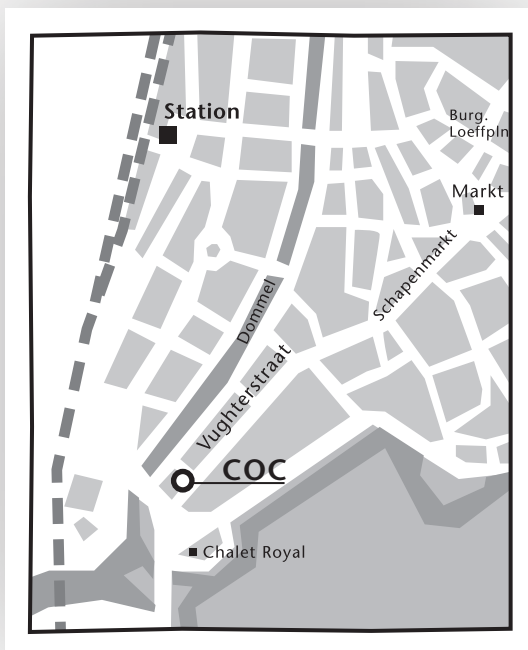 Station
Burg.
Loeffpln
Markt
Schapenmarkt
Dommel
Vughterstraat
COC
Chalet Royal